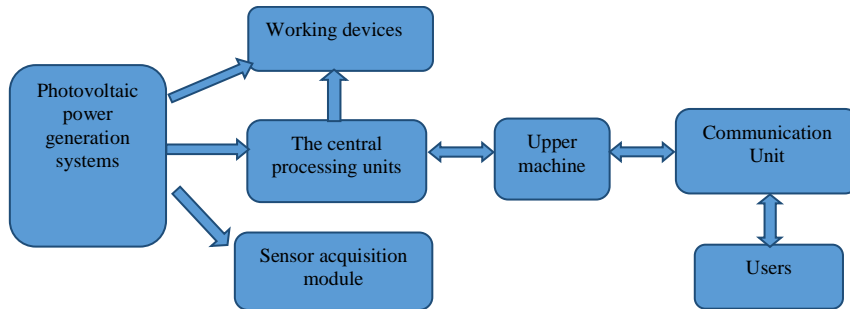 Working devices
Photovoltaic
power
generation
systems
The central
processing units
Upper
machine
Communication
Unit
Sensor acquisition
module
Users